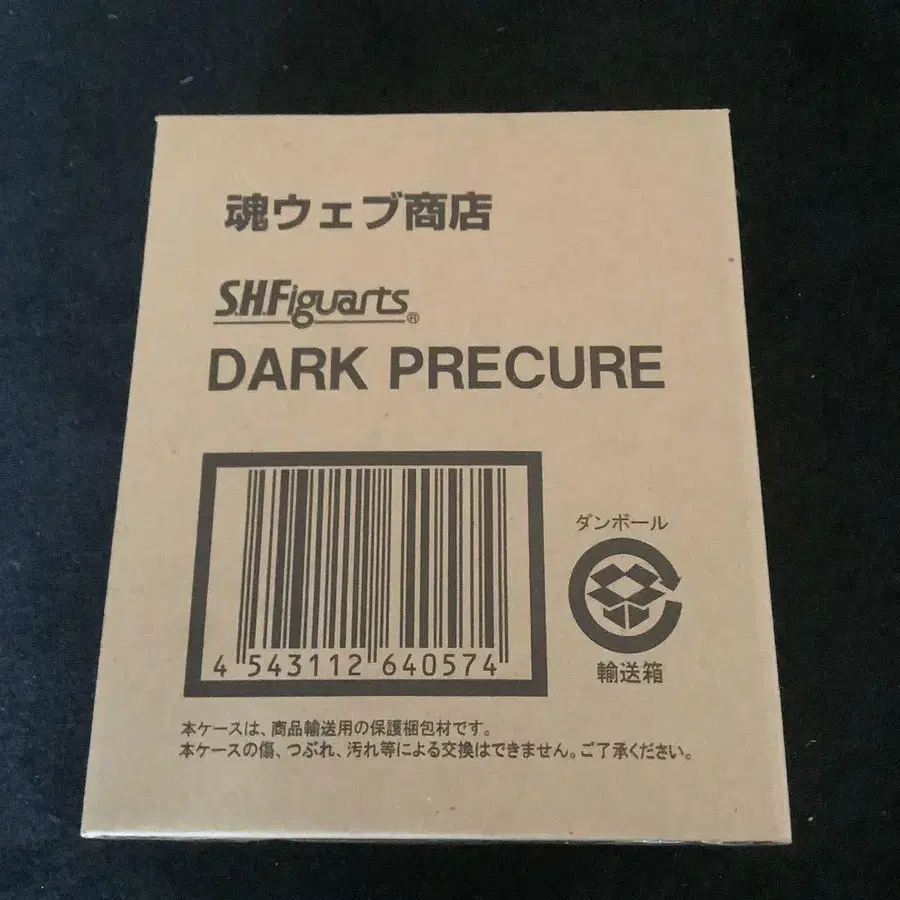 魂ウェブ商店
S.H.Figuarts®
DARK PRECURE
ダンボール
4 543112 640574
輸送箱
本ケースは、商品輸送用の保護梱包材です。
本ケースの傷、つぶれ、汚れ等による交換はできません。ご了承ください。